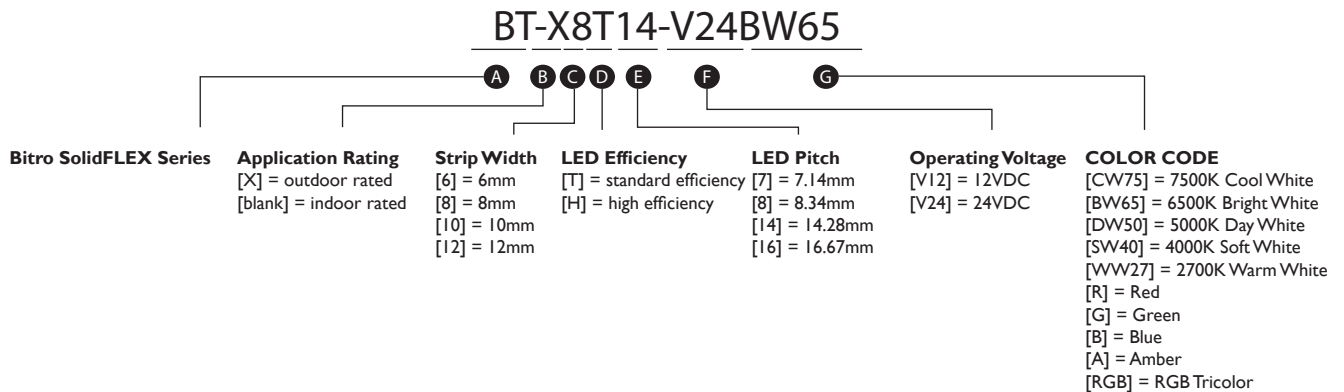 BT-X8T14-V24BW65
A B C D E F G
Bitro SolidFLEX Series
Application Rating
[X] = outdoor rated
[blank] = indoor rated
Strip Width
[6] = 6mm
[8] = 8mm
[10] = 10mm
[12] = 12mm
LED Efficiency
[T] = standard efficiency
[H] = high efficiency
LED Pitch
[7] = 7.14mm
[8] = 8.34mm
[14] = 14.28mm
[16] = 16.67mm
Operating Voltage
[V12] = 12VDC
[V24] = 24VDC
COLOR CODE
[CW75] = 7500K Cool White
[BW65] = 6500K Bright White
[DW50] = 5000K Day White
[SW40] = 4000K Soft White
[WW27] = 2700K Warm White
[R] = Red
[G] = Green
[B] = Blue
[A] = Amber
[RGB] = RGB Tricolor